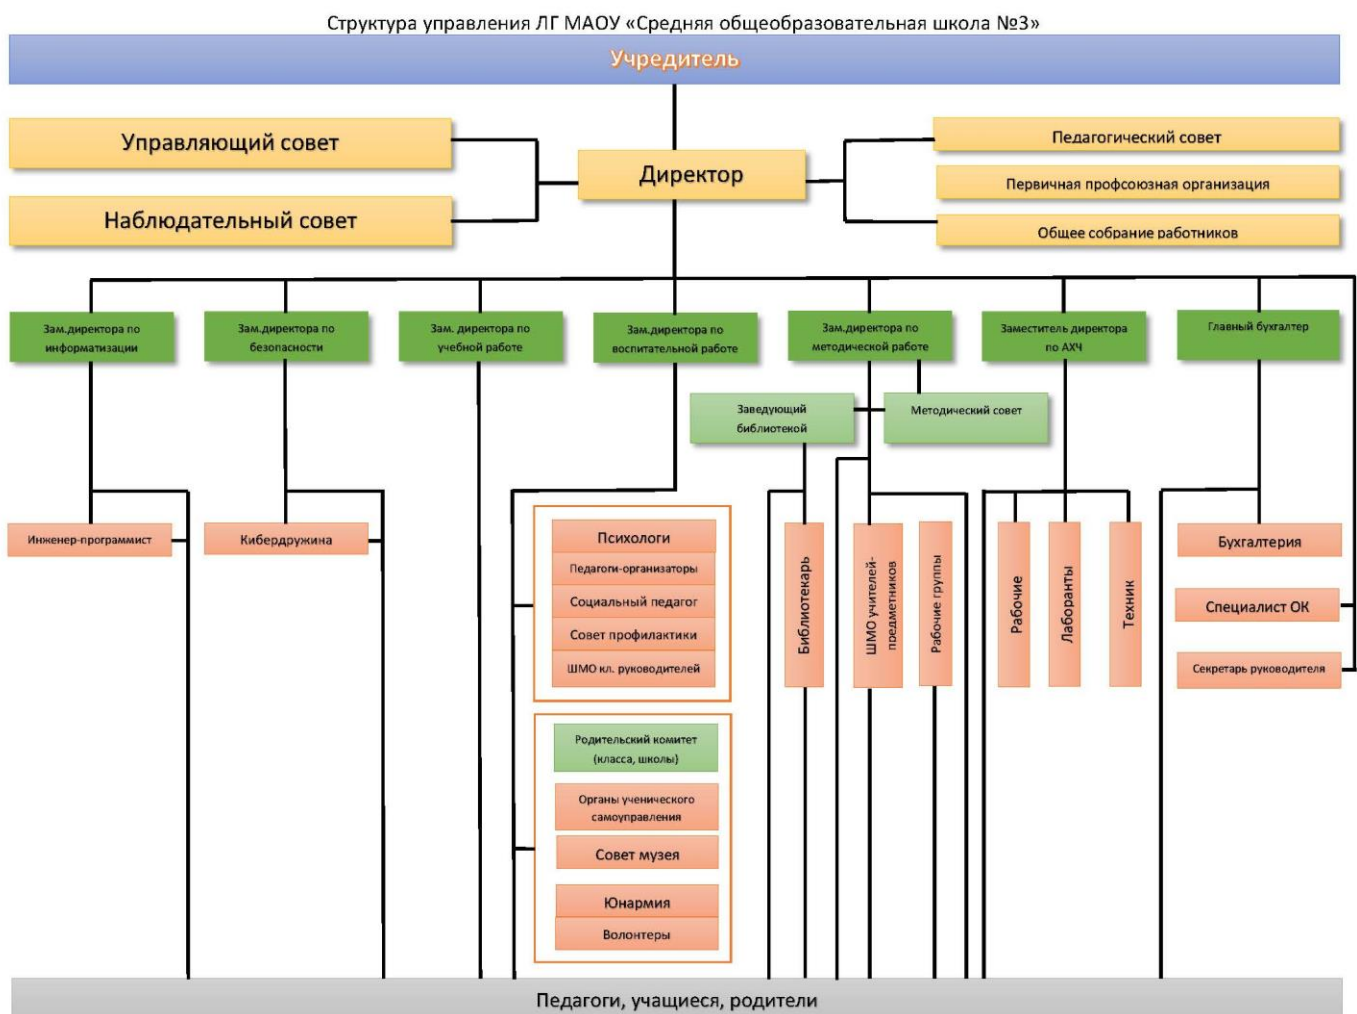 Структура управления ЛГ МАОУ «Средняя общеобразовательная школа №3»
Учредитель
Управляющий совет
Наблюдательный совет
Директор
Педагогический совет
Первичная профсоюзная организация
Общее собрание работников
Зам.директора по
информатизации
Зам.директора по
безопасности
Зам. директора по
учебной работе
Зам.директора по
воспитательной работе
Зам.директора по
методической работе
Заместитель директора
по АХЧ
Главный бухгалтер
Заведующий
библиотекой
Методический совет
Инженер-программист
Кибердружина
Психологи
Педагоги-организаторы
Социальный педагог
Совет профилактики
ШМО кл. руководителей
Родительский комитет
(класса, школы)
Органы ученического
самоуправления
Совет музея
Юнармия
Волонтеры
Библиотекарь
ШМО учителей-
предметников
Рабочие группы
Рабочие
Лаборанты
Техник
Бухгалтерия
Специалист ОК
Секретарь руководителя
Педагоги, учащиеся, родители